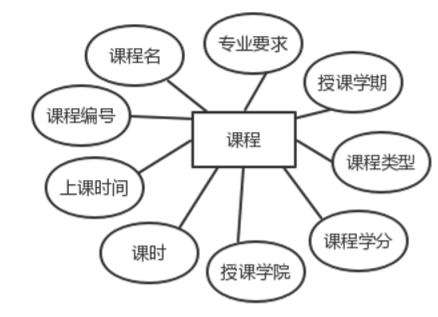 专业要求
课程名
授课学期
课程编号
课程
课程类型
上课时间
课程学分
课时
授课学院